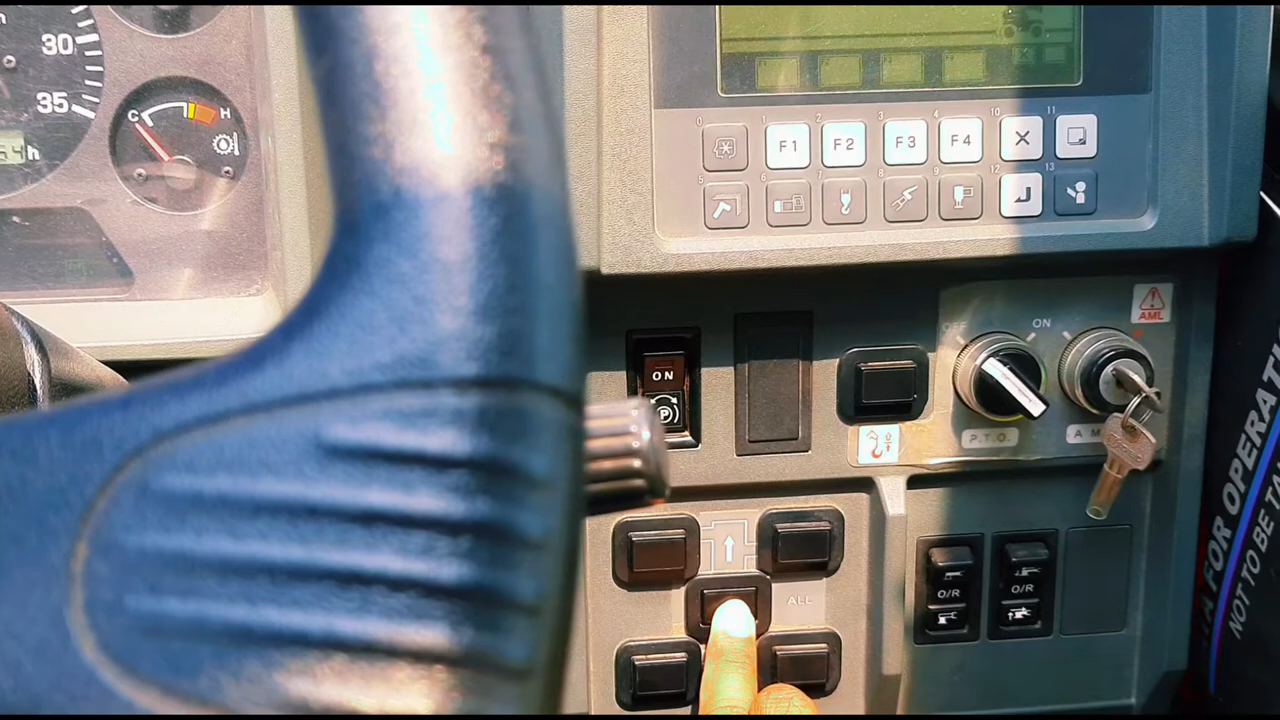 30
35
C H
h
0 1 2 3 4 10 11
F1 F2 F3 F4
5 6 7 8 9 12 13
AML
OFF ON
ON
P
P.T.O.
ALL
O/R O/R
A FOR OPERAT
NOT TO BE TA